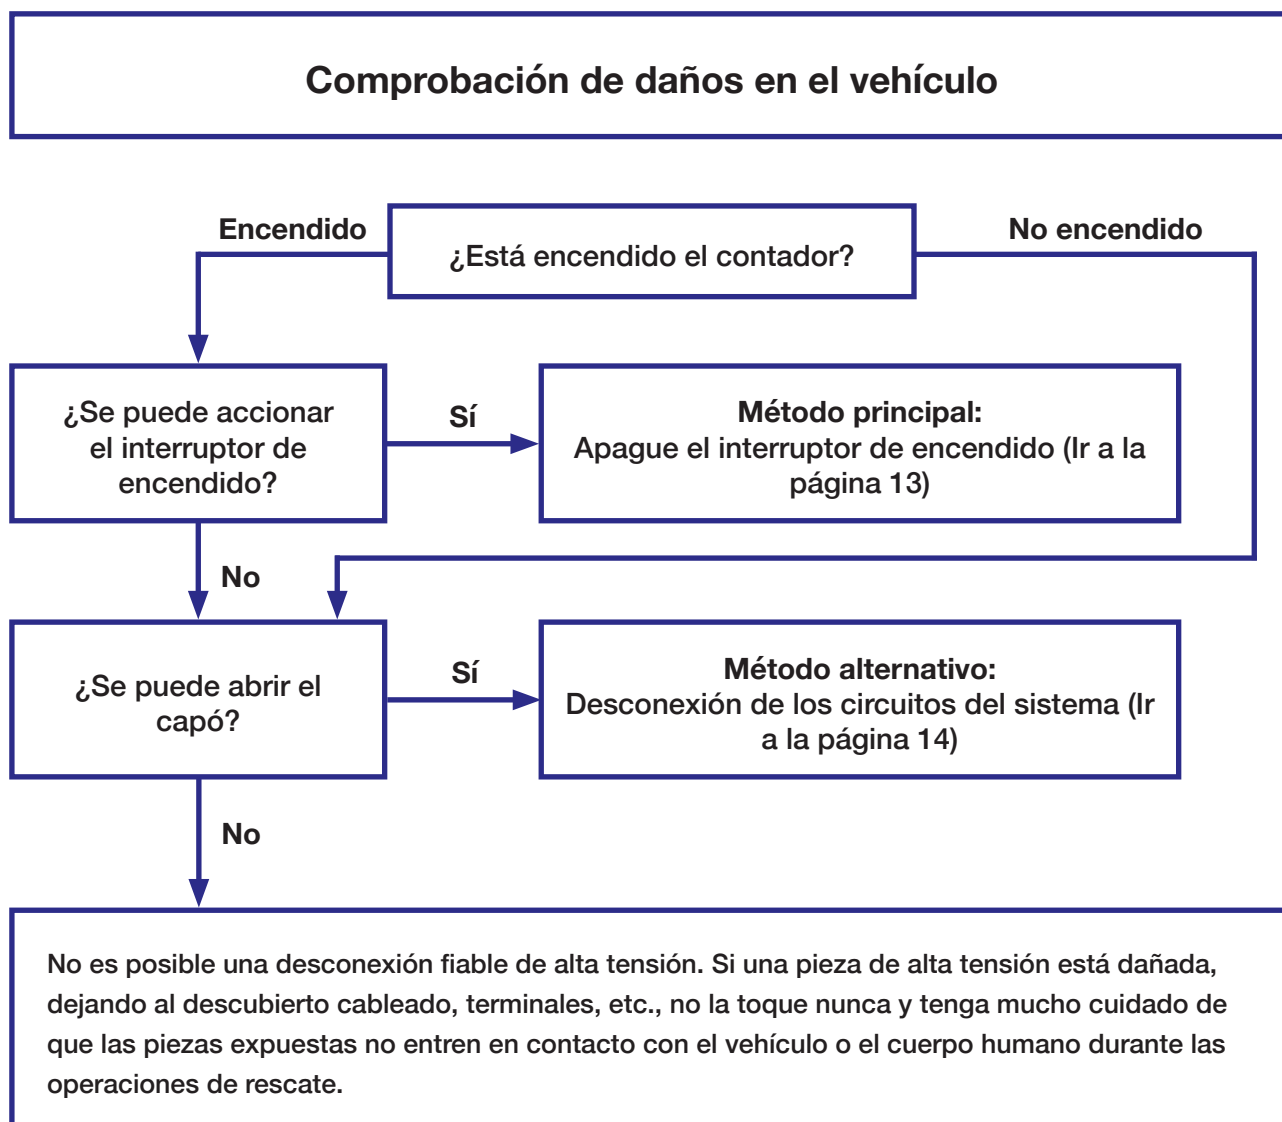 Comprobación de daños en el vehículo
Encendido
¿Está encendido el contador?
No encendido
¿Se puede accionar
el interruptor de
encendido?
Sí
Método principal:
Apague el interruptor de encendido (Ir a la
página 13)
No
¿Se puede abrir el
capó?
Sí
Método alternativo:
Desconexión de los circuitos del sistema (Ir
a la página 14)
No
No es posible una desconexión fiable de alta tensión. Si una pieza de alta tensión está dañada,
dejando al descubierto cableado, terminales, etc., no la toque nunca y tenga mucho cuidado de
que las piezas expuestas no entren en contacto con el vehículo o el cuerpo humano durante las
operaciones de rescate.